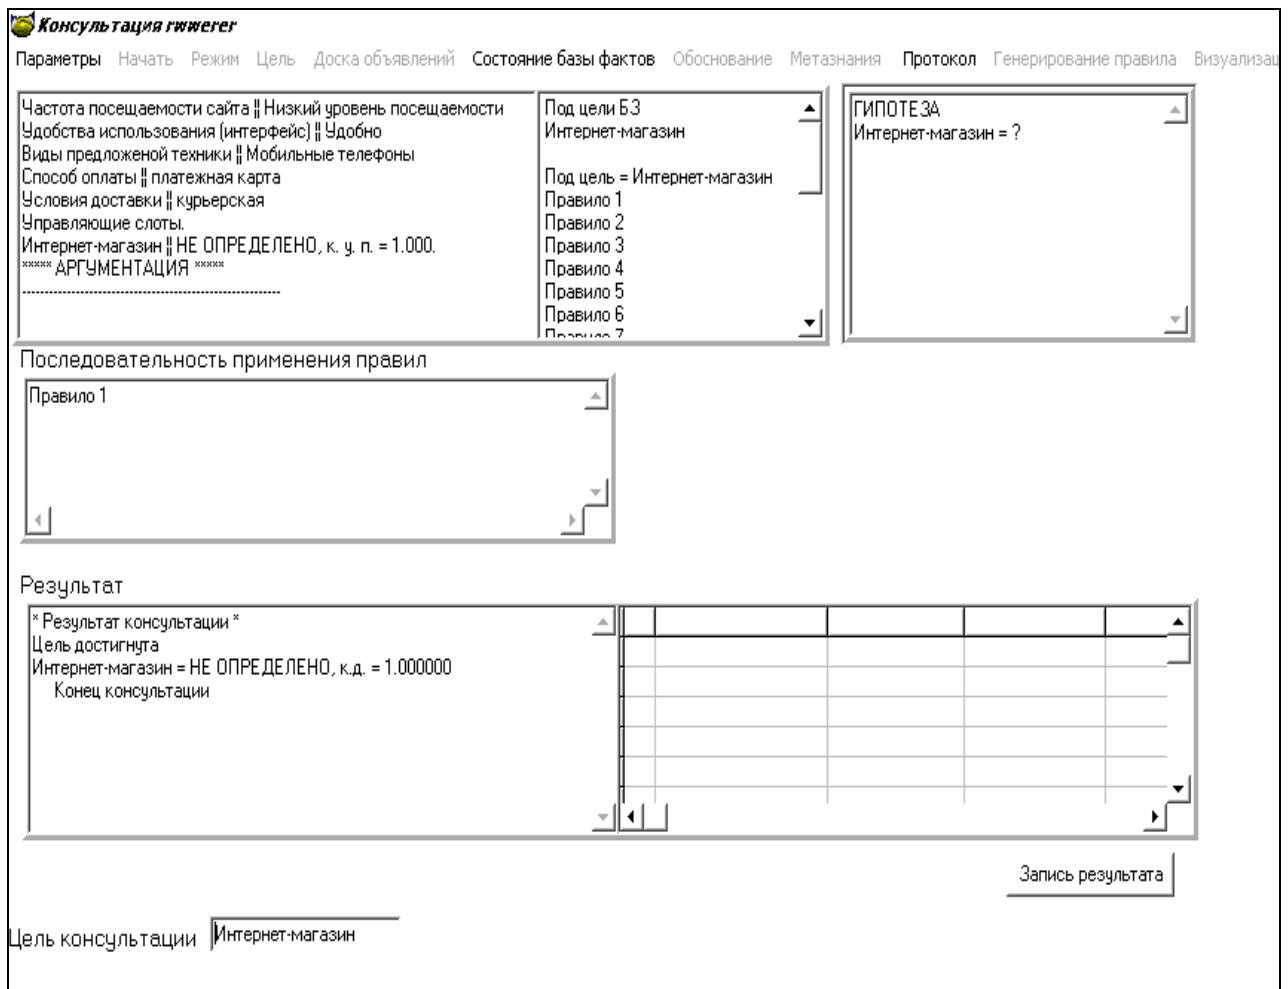 Консультация rwwerer
Параметры Начать Режим Цель Доска объявлений Состояние базы фактов Обоснование Метазнания Протокол Генерирование правила Визуализац
Частота посещаемости сайта ¦¦ Низкий уровень посещаемости
Удобства использования (интерфейс) ¦¦ Удобно
Виды предложеной техники ¦¦ Мобильные телефоны
Способ оплаты ¦¦ платежная карта
Условия доставки ¦¦ курьерская
Управляющие слоты.
Интернет-магазин ¦¦ НЕ ОПРЕДЕЛЕНО, к. у. п. = 1.000.
***** АРГУМЕНТАЦИЯ *****
----------------------------------------------------------
Под цели БЗ
Интернет-магазин
Под цель = Интернет-магазин
Правило 1
Правило 2
Правило 3
Правило 4
Правило 5
Правило 6
Правило 7
ГИПОТЕЗА
Интернет-магазин = ?
Последовательность применения правил
Правило 1
Результат
* Результат консультации *
Цель достигнута
Интернет-магазин = НЕ ОПРЕДЕЛЕНО, к.д. = 1.000000
Конец консультации
Запись результата
Цель консультации Интернет-магазин